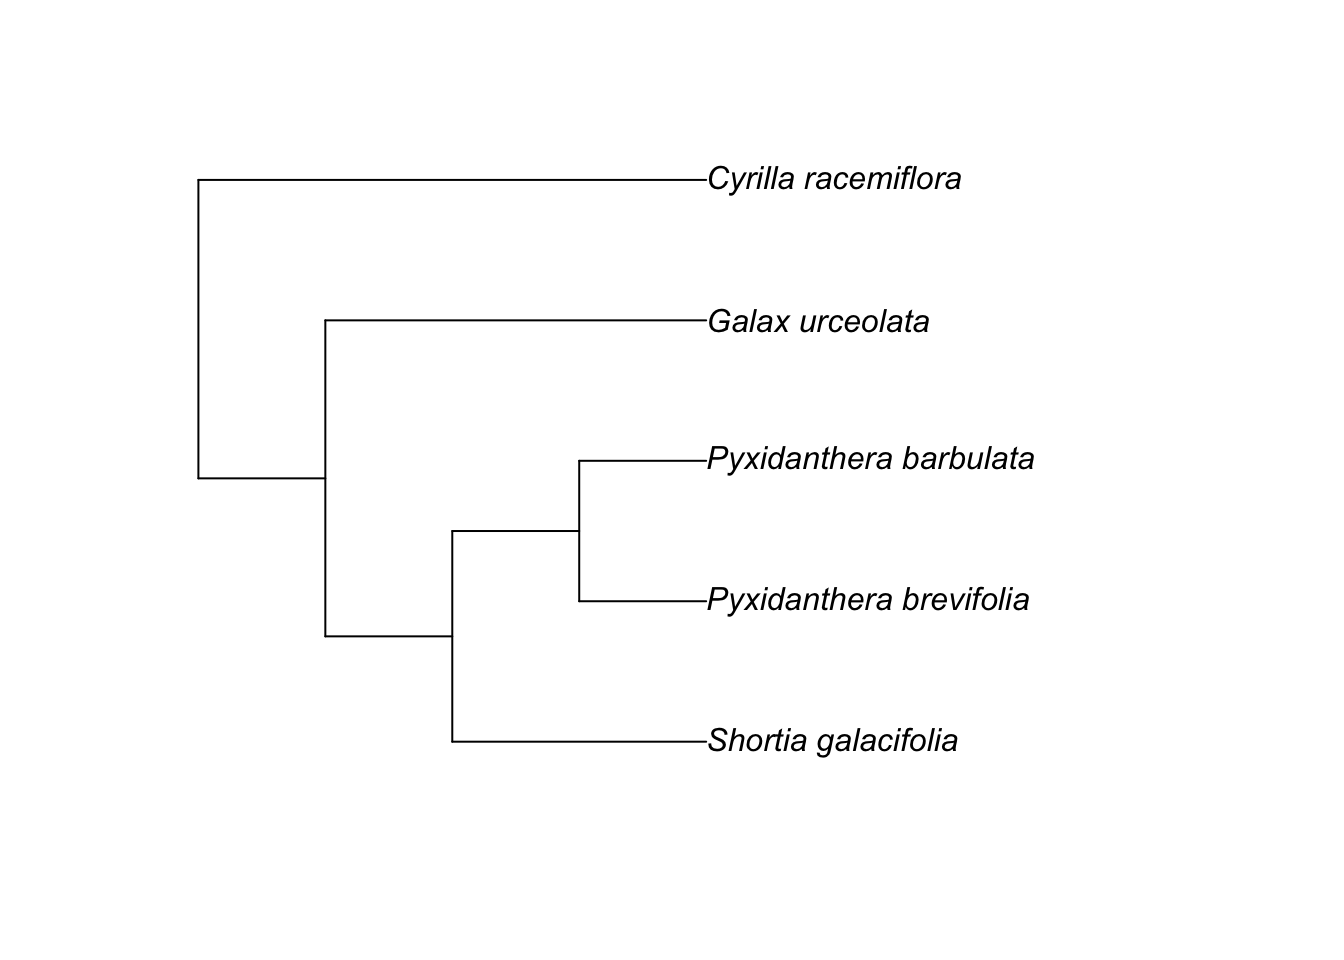 Cyrilla racemiflora
Galax urceolata
Pyxidanthera barbulata
Pyxidanthera brevifolia
Shortia galacifolia